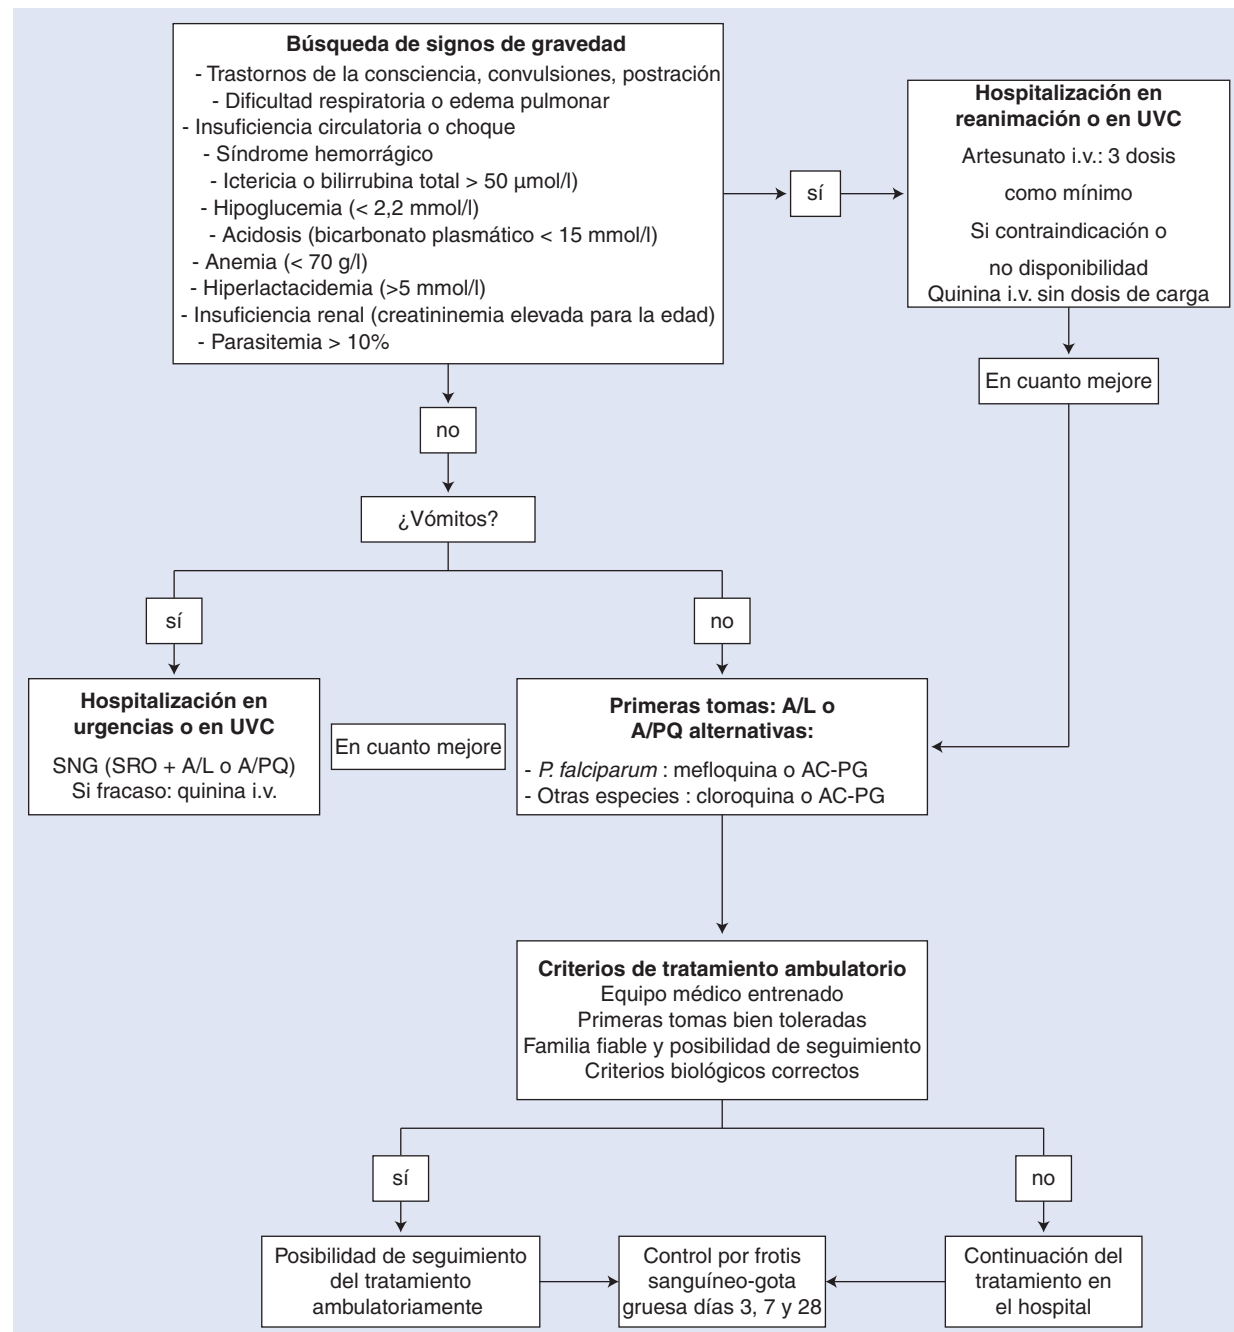 Búsqueda de signos de gravedad
- Trastornos de la consciencia, convulsiones, postración
- Dificultad respiratoria o edema pulmonar
- Insuficiencia circulatoria o choque
- Síndrome hemorrágico
- Ictericia o bilirrubina total > 50 μmol/l)
- Hipoglucemia (< 2,2 mmol/l)
- Acidosis (bicarbonato plasmático < 15 mmol/l)
- Anemia (< 70 g/l)
- Hiperlactacidemia (>5 mmol/l)
- Insuficiencia renal (creatininemia elevada para la edad)
- Parasitemia > 10%
sí
Hospitalización en
reanimación o en UVC
Artesunato i.v.: 3 dosis
como mínimo
Si contraindicación o
no disponibilidad
Quinina i.v. sin dosis de carga
En cuanto mejore
no
¿Vómitos?
sí
no
Hospitalización en
urgencias o en UVC
SNG (SRO + A/L o A/PQ)
Si fracaso: quinina i.v.
En cuanto mejore
Primeras tomas: A/L o
A/PQ alternativas:
- P. falciparum : mefloquina o AC-PG
- Otras especies : cloroquina o AC-PG
Criterios de tratamiento ambulatorio
Equipo médico entrenado
Primeras tomas bien toleradas
Familia fiable y posibilidad de seguimiento
Criterios biológicos correctos
sí
no
Posibilidad de seguimiento
del tratamiento
ambulatoriamente
Control por frotis
sanguíneo-gota
gruesa días 3, 7 y 28
Continuación del
tratamiento en
el hospital